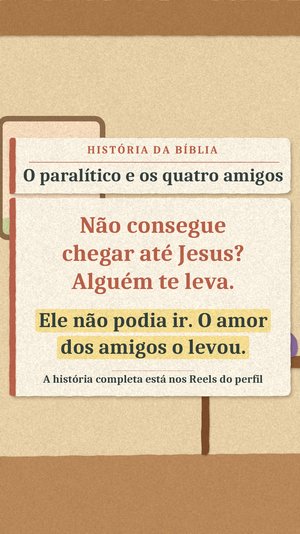 HISTÓRIA DA BÍBLIA
O paralítico e os quatro amigos
Não consegue
chegar até Jesus?
Alguém te leva.
Ele não podia ir. O amor
dos amigos o levou.
A história completa está nos Reels do perfil